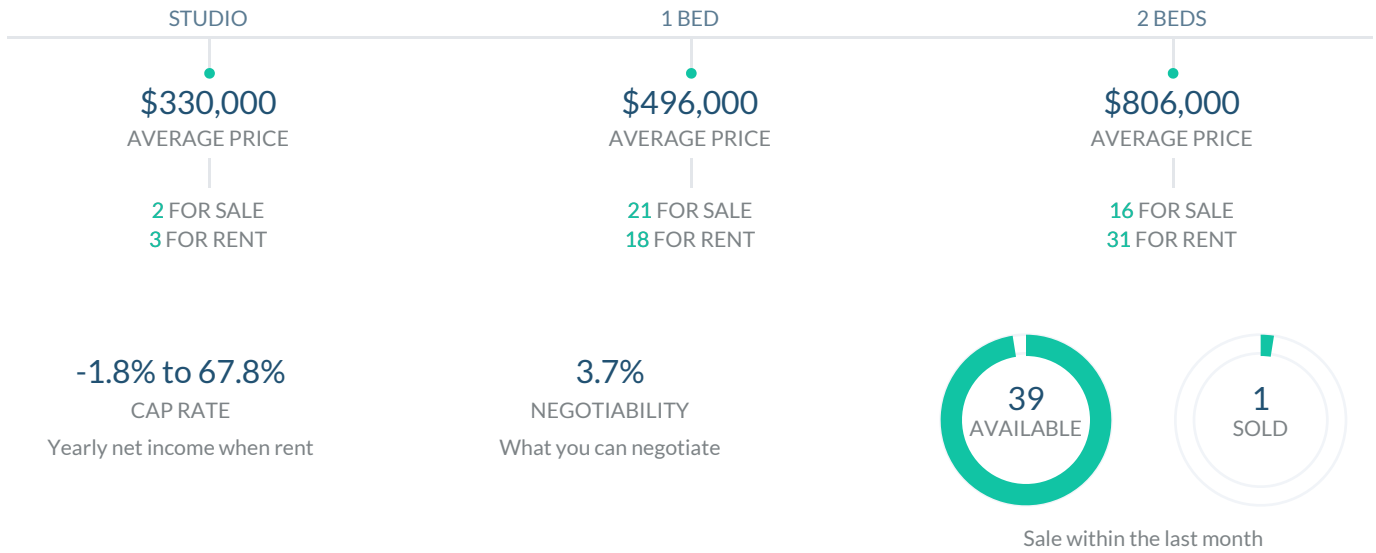 STUDIO
$330,000
AVERAGE PRICE
2 FOR SALE
3 FOR RENT
1 BED
$496,000
AVERAGE PRICE
21 FOR SALE
18 FOR RENT
2 BEDS
$806,000
AVERAGE PRICE
16 FOR SALE
31 FOR RENT
-1.8% to 67.8%
CAP RATE
Yearly net income when rent
3.7%
NEGOTIABILITY
What you can negotiate
39
AVAILABLE
1
SOLD
Sale within the last month